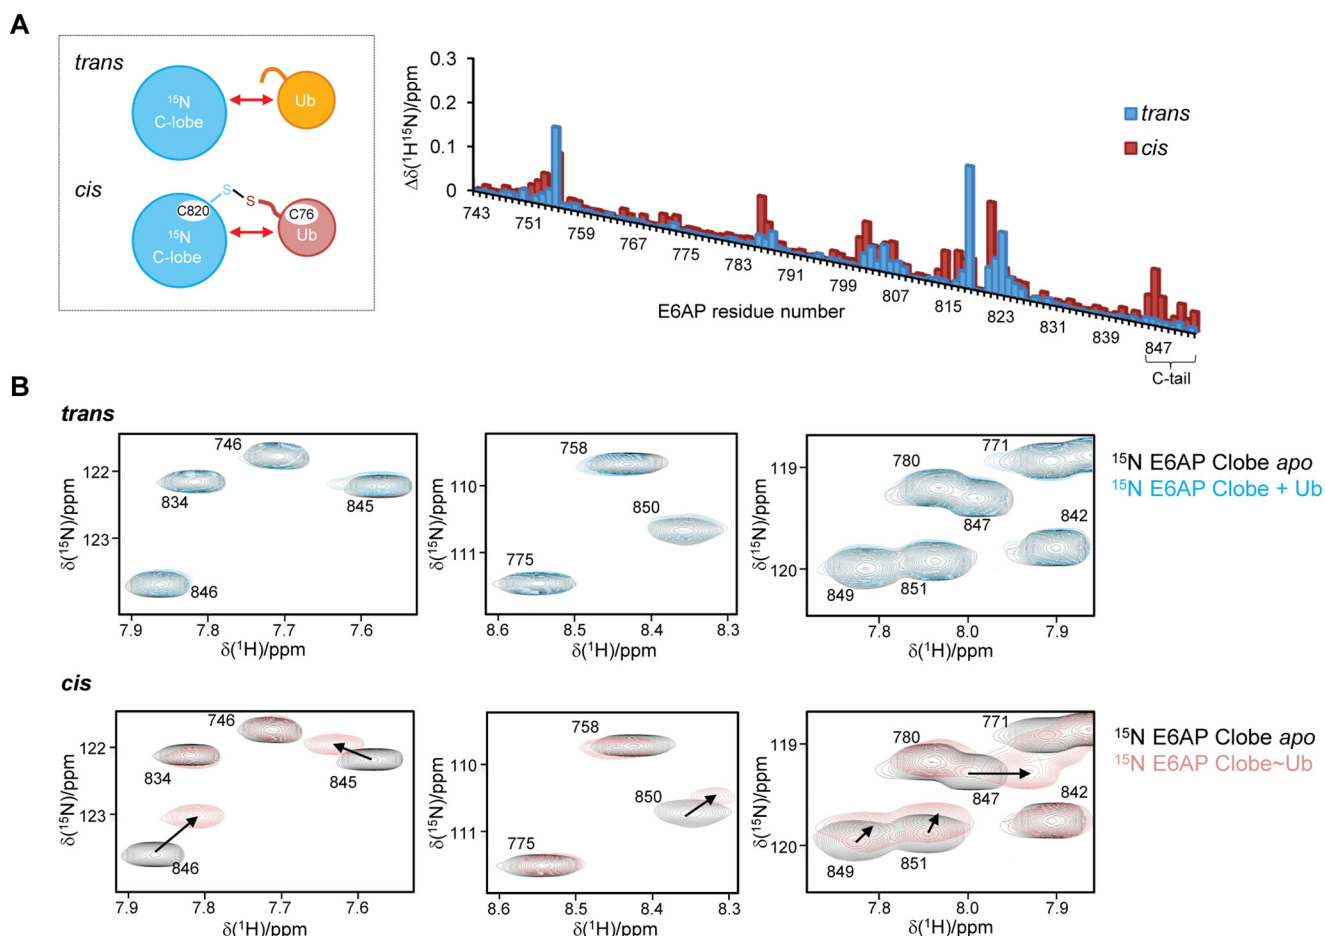 A
trans
¹⁵N
C-lobe
Ub
cis
S
S
C820
C76
¹⁵N
C-lobe
Ub
Δδ(¹H¹⁵N)/ppm
0.3
0.2
0.1
0
743
751
759
767
775
783
791
799
807
815
823
831
839
847
E6AP residue number
C-tail
trans
cis
B
trans
δ(¹⁵N)/ppm
122
123
746
834
845
846
7.9
7.8
7.7
7.6
δ(¹H)/ppm
δ(¹⁵N)/ppm
110
111
758
850
775
8.6
8.5
8.4
8.3
δ(¹H)/ppm
δ(¹⁵N)/ppm
119
120
771
780
847
842
849
851
7.8
8.0
7.9
δ(¹H)/ppm
¹⁵N E6AP Clobe apo
¹⁵N E6AP Clobe + Ub
cis
δ(¹⁵N)/ppm
122
123
746
834
845
846
7.9
7.8
7.7
7.6
δ(¹H)/ppm
δ(¹⁵N)/ppm
110
111
758
850
775
8.6
8.5
8.4
8.3
δ(¹H)/ppm
δ(¹⁵N)/ppm
119
120
771
780
847
842
849
851
7.8
8.0
7.9
δ(¹H)/ppm
¹⁵N E6AP Clobe apo
¹⁵N E6AP Clobe~Ub